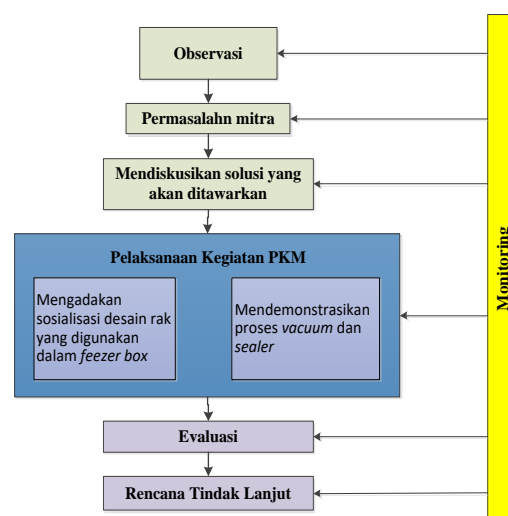 Observasi
Permasalahn mitra
Mendiskusikan solusi yang
akan ditawarkan
Pelaksanaan Kegiatan PKM
Mengadakan
sosialisasi desain rak
yang digunakan
dalam feezer box
Mendemonstrasikan
proses vacuum dan
sealer
Evaluasi
Rencana Tindak Lanjut
Monitoring